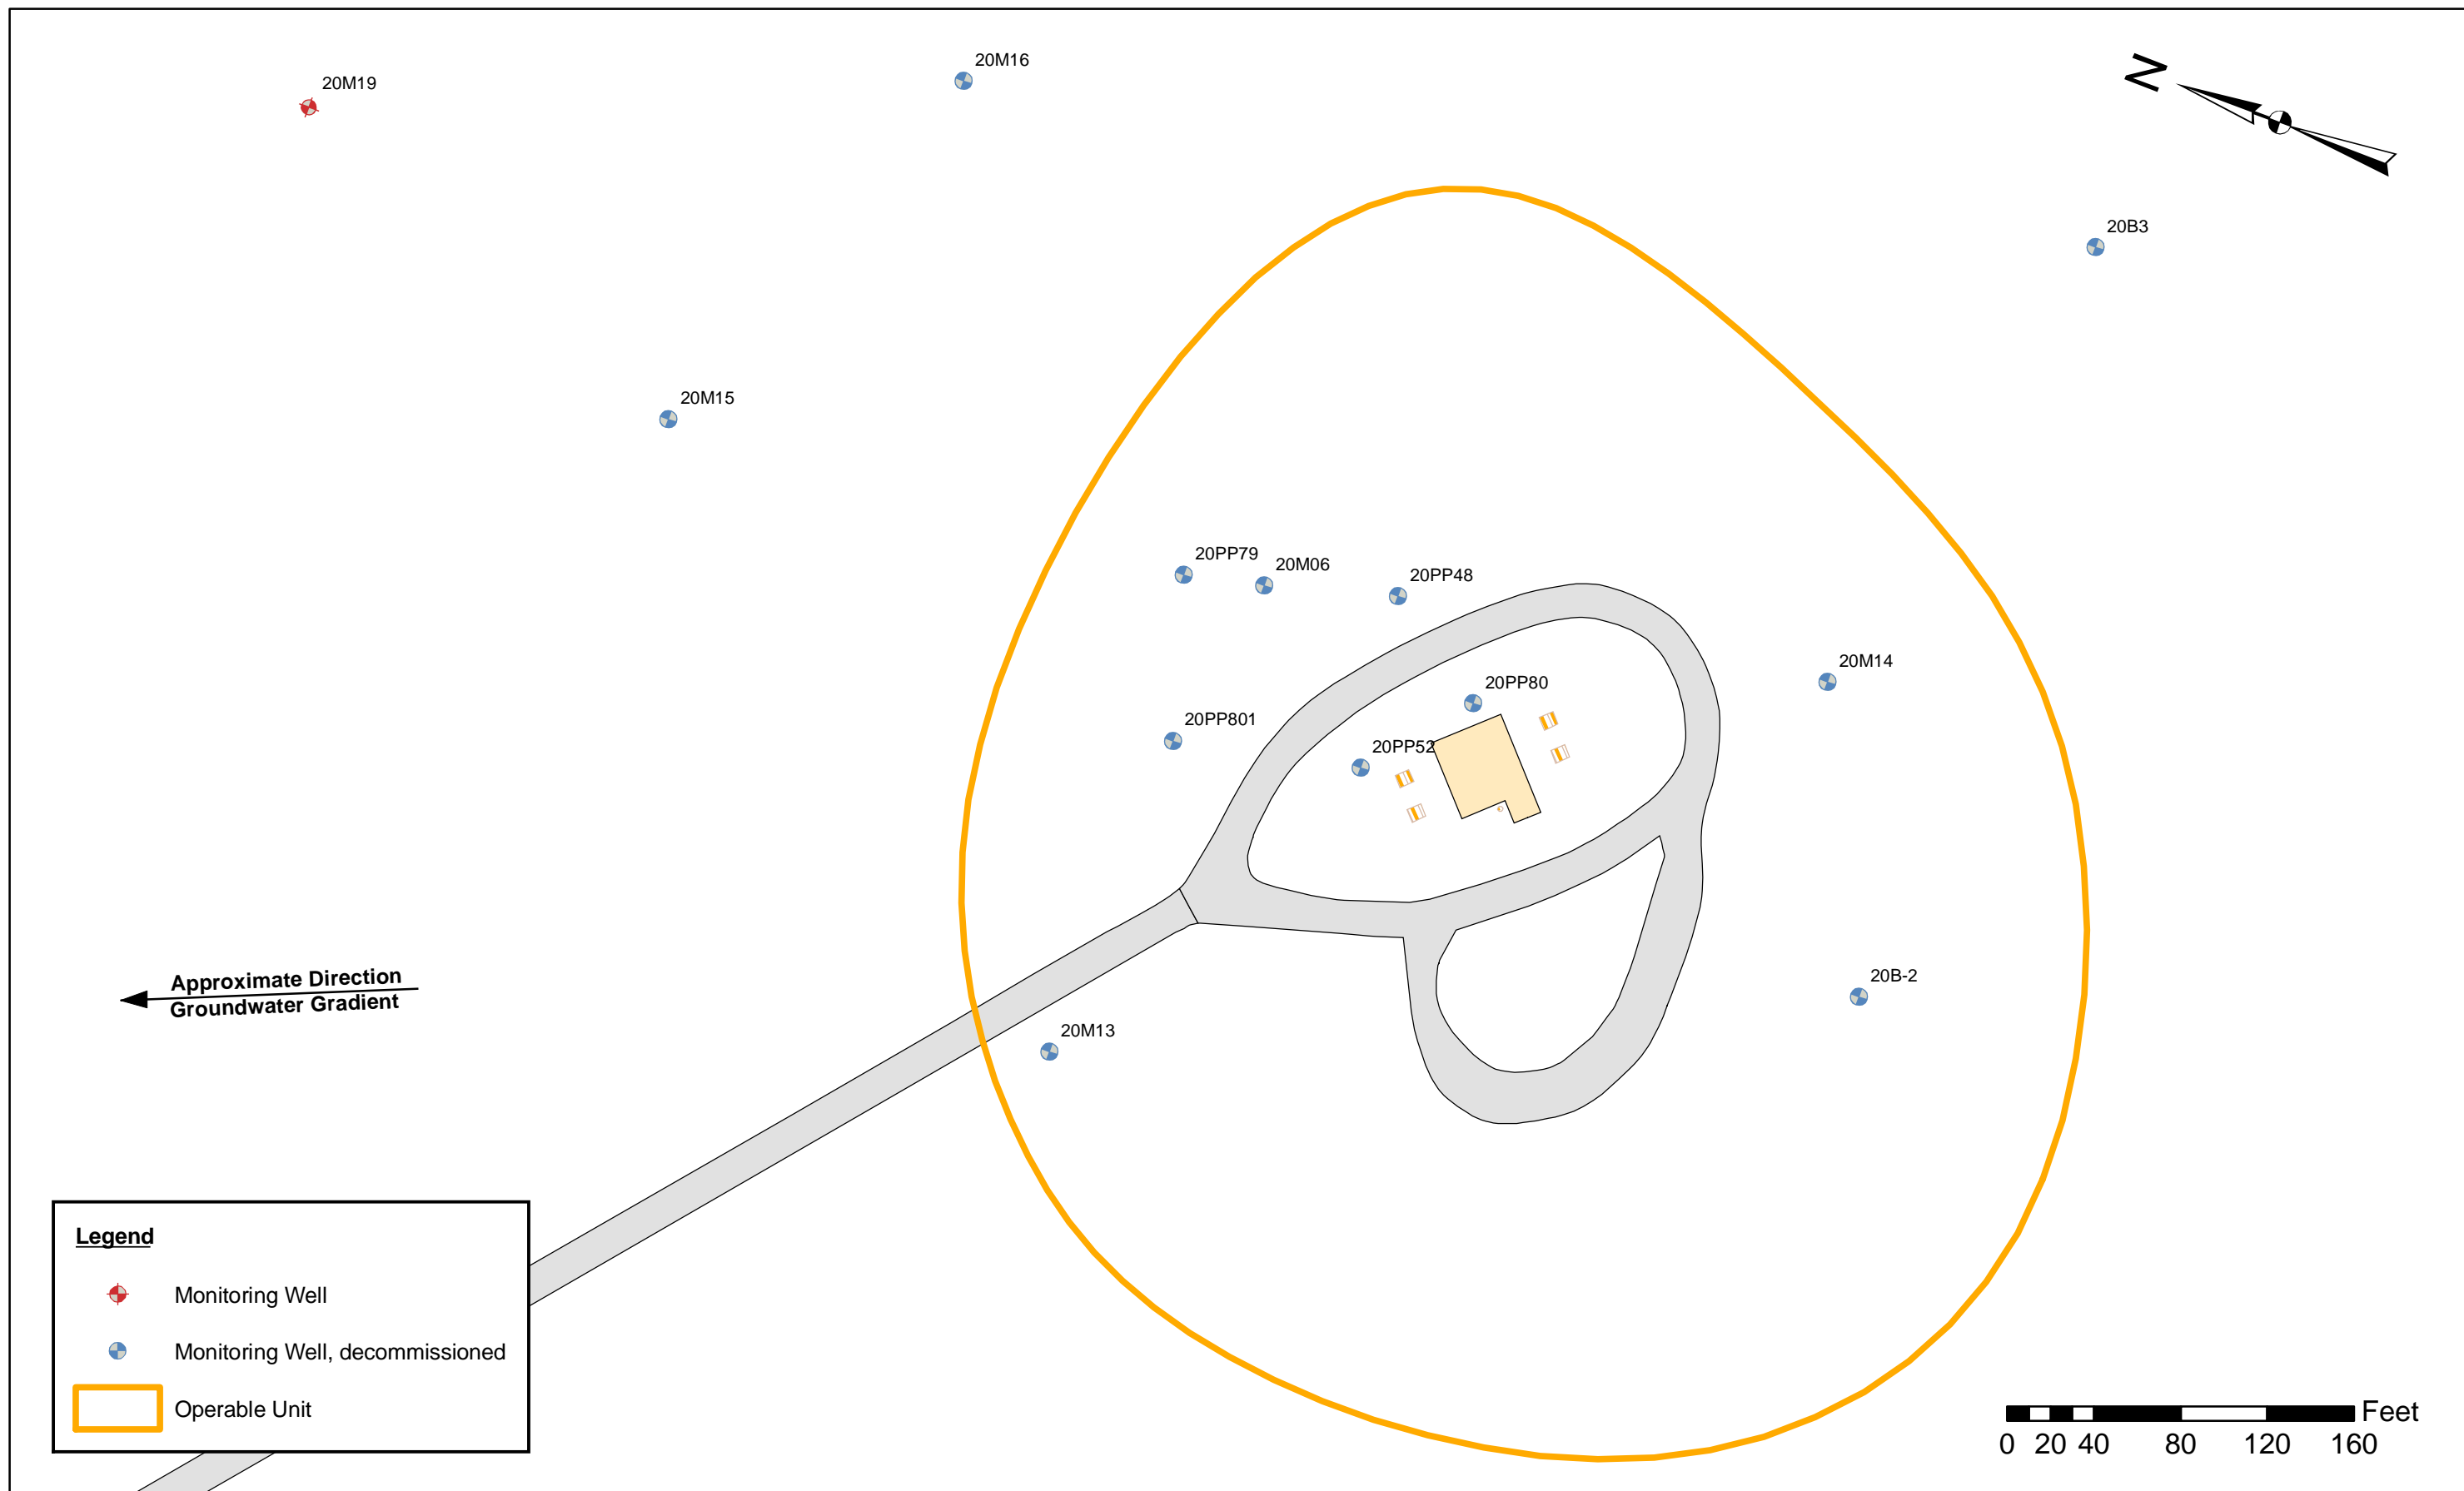 20M16
N
20M19
20B3
20M15
20PP79
20M06
20PP48
20M14
20PP80
20PP801
20PP52
Approximate Direction
Groundwater Gradient
20B-2
20M13
Legend
Monitoring Well
Monitoring Well, decommissioned
Operable Unit
Feet
0 20 40 80 120 160